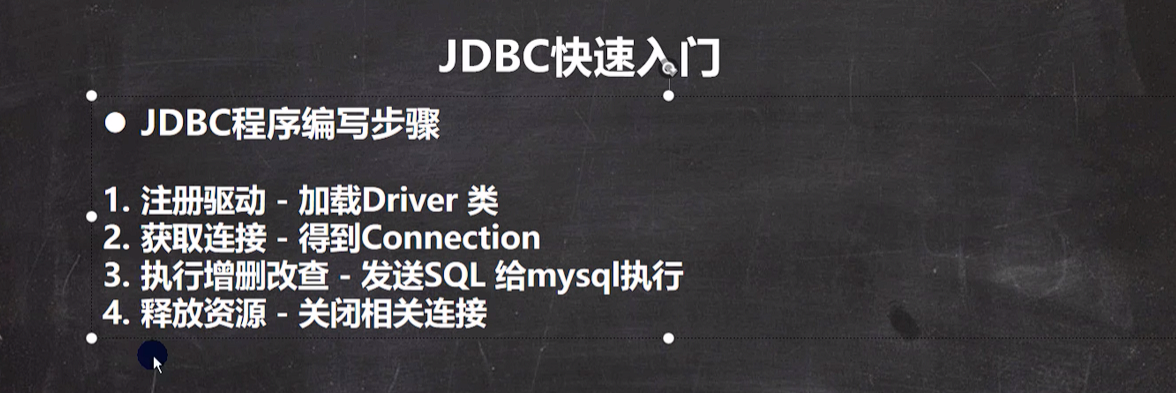 JDBC快速入门
● JDBC程序编写步骤
1. 注册驱动 - 加载Driver 类
2. 获取连接 - 得到Connection
3. 执行增删改查 - 发送SQL 给mysql执行
4. 释放资源 - 关闭相关连接